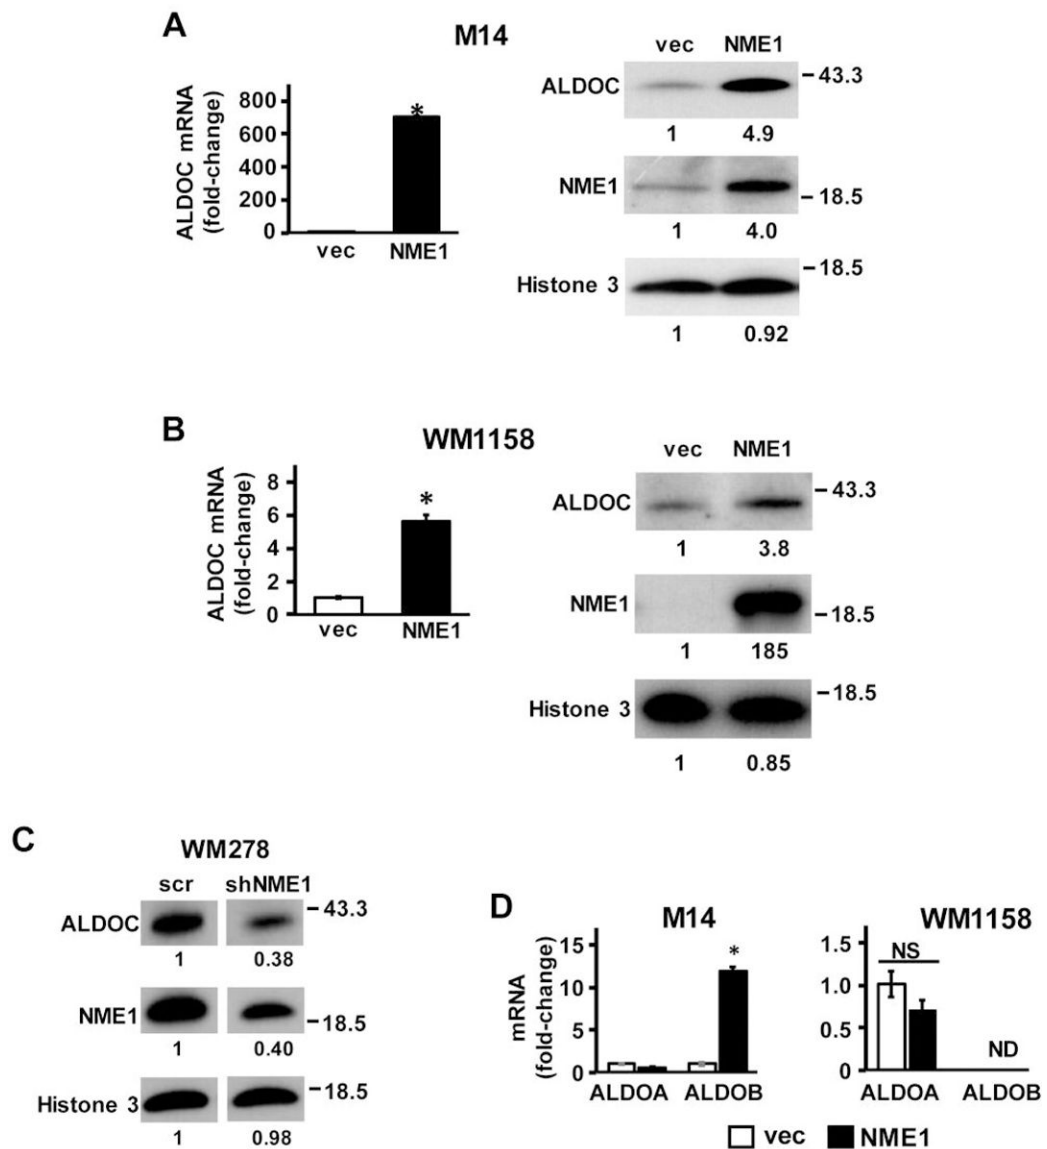 A
M14
ALDOC mRNA
(fold-change)
800
600
400
200
0
*
vec NME1
vec NME1
ALDOC
43.3
1 4.9
NME1
18.5
1 4.0
18.5
Histone 3
1 0.92
B
WM1158
ALDOC mRNA
(fold-change)
8
6
4
2
0
*
vec NME1
vec NME1
43.3
ALDOC
1 3.8
NME1
18.5
1 185
18.5
Histone 3
1 0.85
C
WM278
scr shNME1
43.3
ALDOC
1 0.38
NME1
18.5
1 0.40
18.5
Histone 3
1 0.98
D
M14
mRNA
(fold-change)
15
10
5
0
*
ALDOA ALDOB
WM1158
1.5
1.0
0.5
0
NS
ND
ALDOA ALDOB
vec NME1